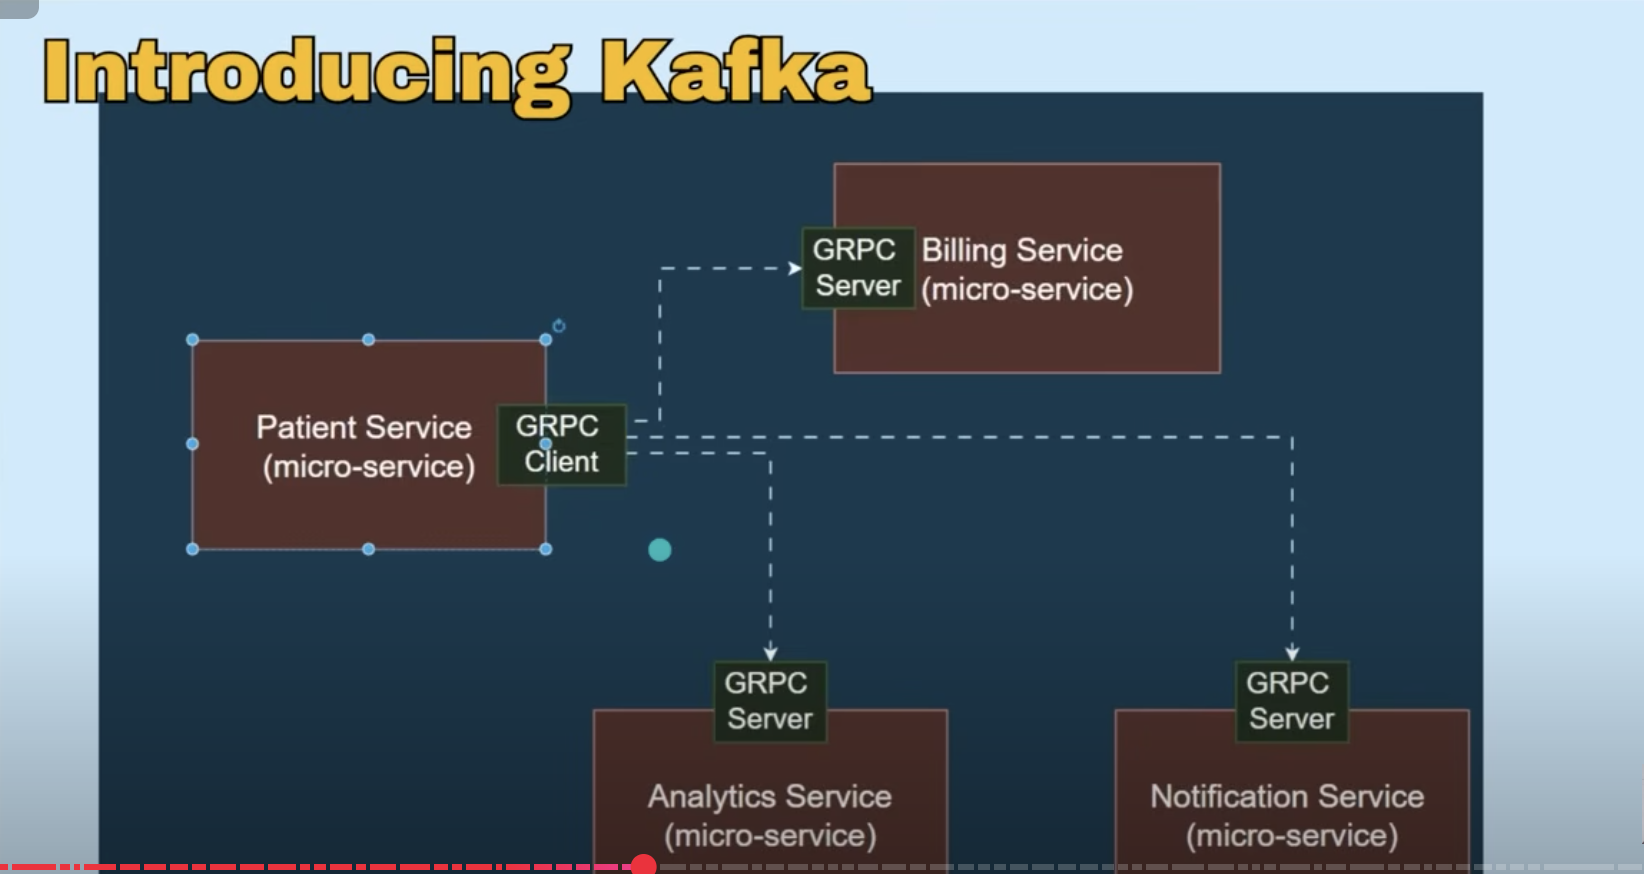 Introducing Kafka
GRPC
Server
Billing Service
(micro-service)
Patient Service
(micro-service)
GRPC
Client
GRPC
Server
Analytics Service
(micro-service)
GRPC
Server
Notification Service
(micro-service)